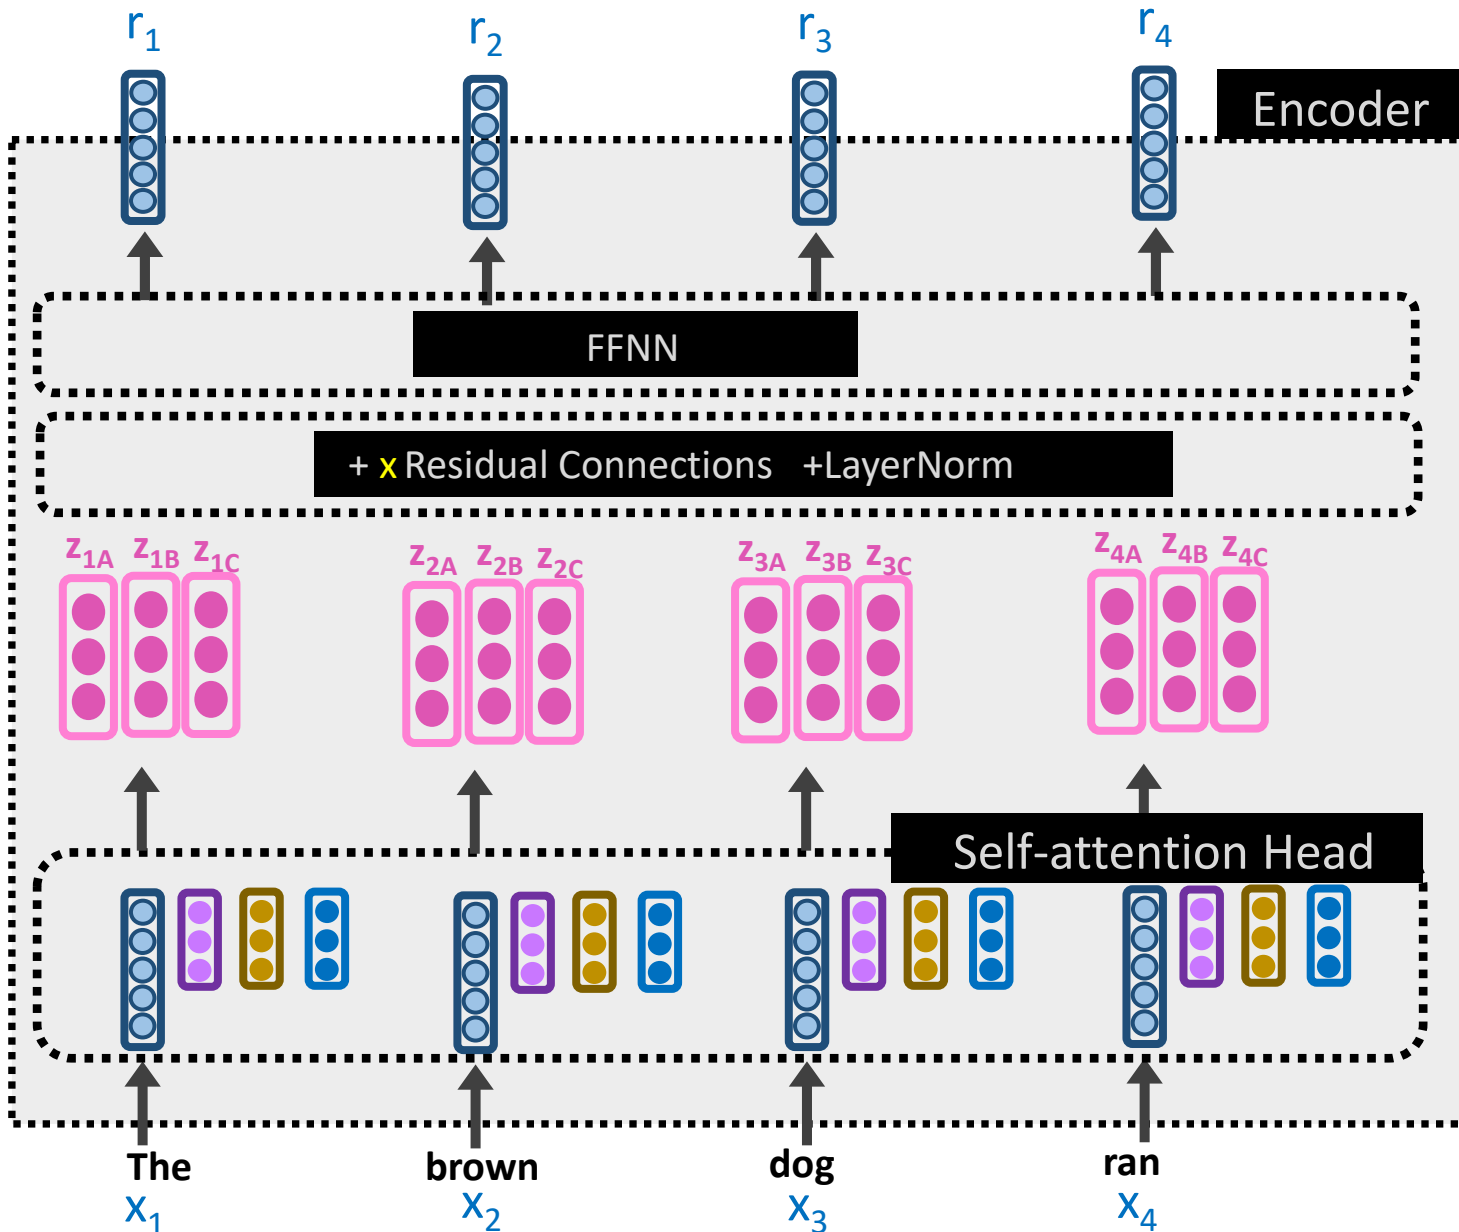 r1 r2 r3 r4
Encoder
FFNN
+ x Residual Connections +LayerNorm
z1A z1B z1C z2A z2B z2C z3A z3B z3C z4A z4B z4C
Self-attention Head
The brown dog ran
x1 x2 x3 x4